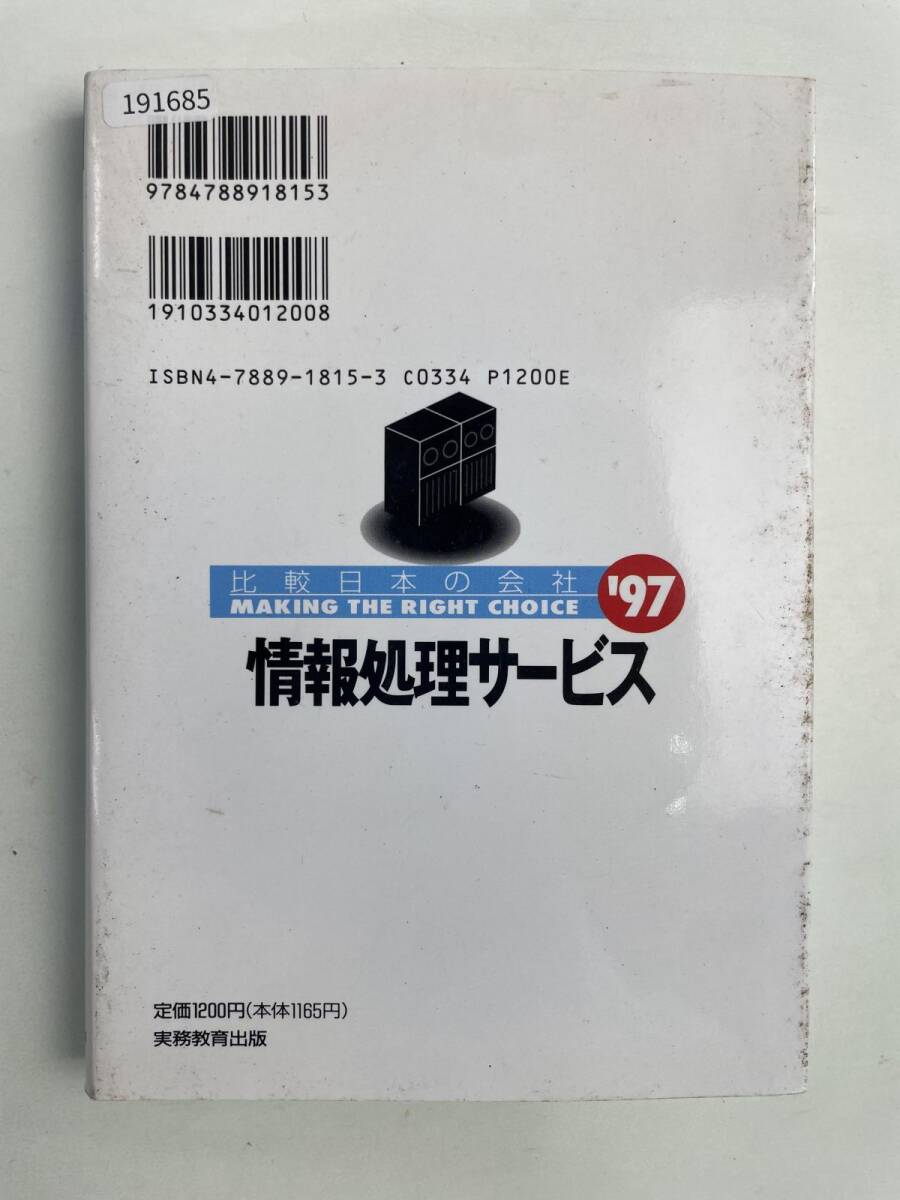 191685
9784788918153
1910334012008
ISBN4-7889-1815-3 C0334 P1200E
比較日本の会社
MAKING THE RIGHT CHOICE
'97
情報処理サービス
定価1200円(本体1165円)
実務教育出版